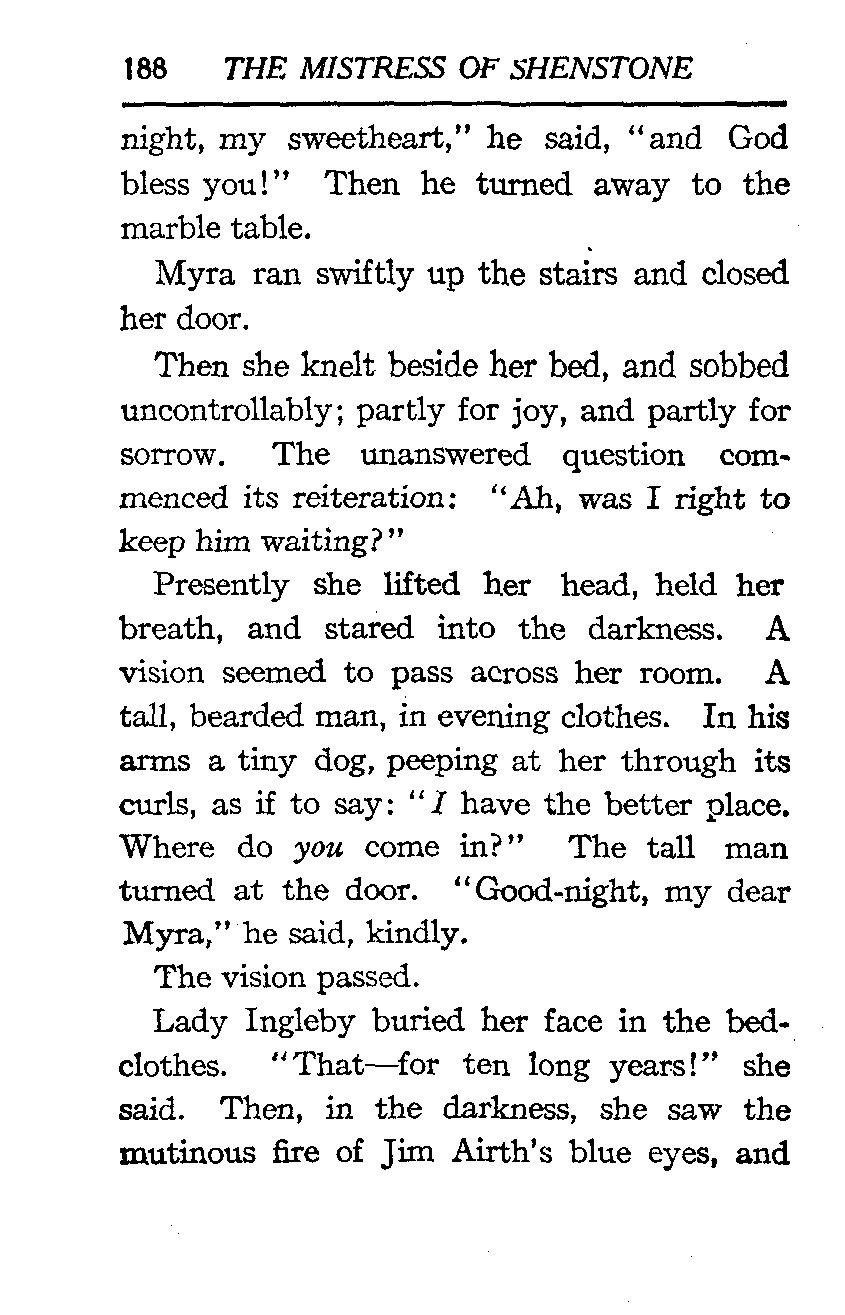 188 THE MISTRESS OF SHENSTONE
night, my sweetheart," he said, "and God
bless you!" Then he turned away to the
marble table.
Myra ran swiftly up the stairs and closed
her door.
Then she knelt beside her bed, and sobbed
uncontrollably; partly for joy, and partly for
sorrow. The unanswered question com-
menced its reiteration: "Ah, was I right to
keep him waiting?"
Presently she lifted her head, held her
breath, and stared into the darkness. A
vision seemed to pass across her room. A
tall, bearded man, in evening clothes. In his
arms a tiny dog, peeping at her through its
curls, as if to say: "I have the better place.
Where do you come in?" The tall man
turned at the door. "Good-night, my dear
Myra," he said, kindly.
The vision passed.
Lady Ingleby buried her face in the bed-
clothes. "That—for ten long years!" she
said. Then, in the darkness, she saw the
mutinous fire of Jim Airth's blue eyes, and